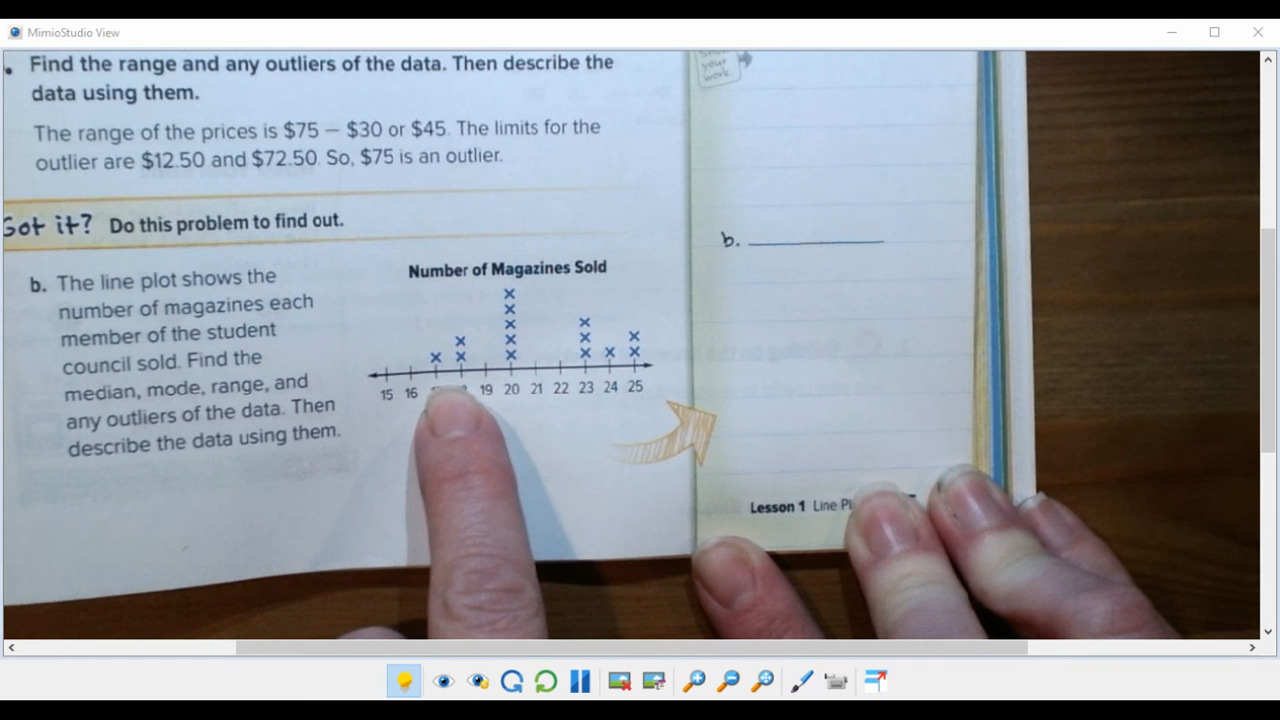 MimioStudio View
• Find the range and any outliers of the data. Then describe the
data using them.
The range of the prices is $75 – $30 or $45. The limits for the
outlier are $12.50 and $72.50. So, $75 is an outlier.
your
work.
Got it? Do this problem to find out.
b.
b. The line plot shows the
number of magazines each
member of the student
council sold. Find the
median, mode, range, and
any outliers of the data. Then
describe the data using them.
Number of Magazines Sold
15 16 19 20 21 22 23 24 25
Lesson 1 Line